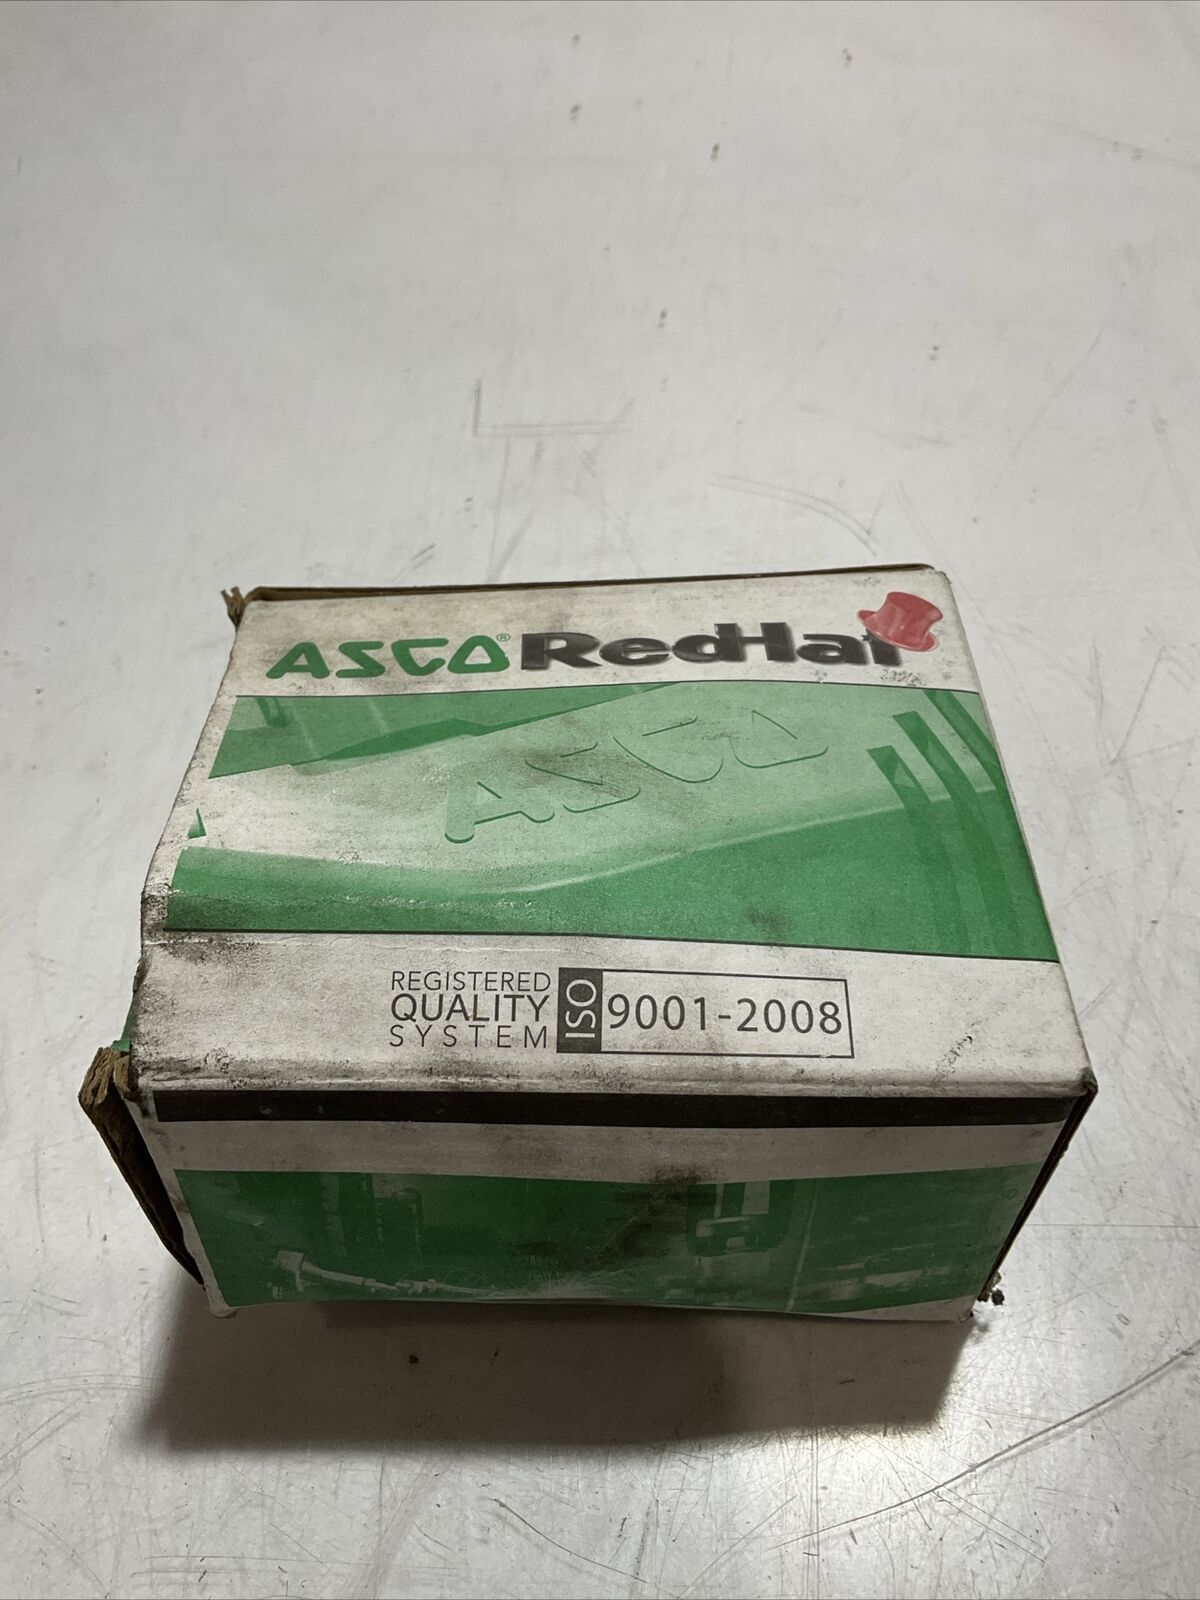 ASCO® RedHat
ASCO
REGISTERED
QUALITY
SYSTEM
ISO 9001-2008